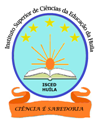 Instituto Superior de Ciências da Educação da Huíla
ISCED
HUÍLA
CIÊNCIA E SABEDORIA